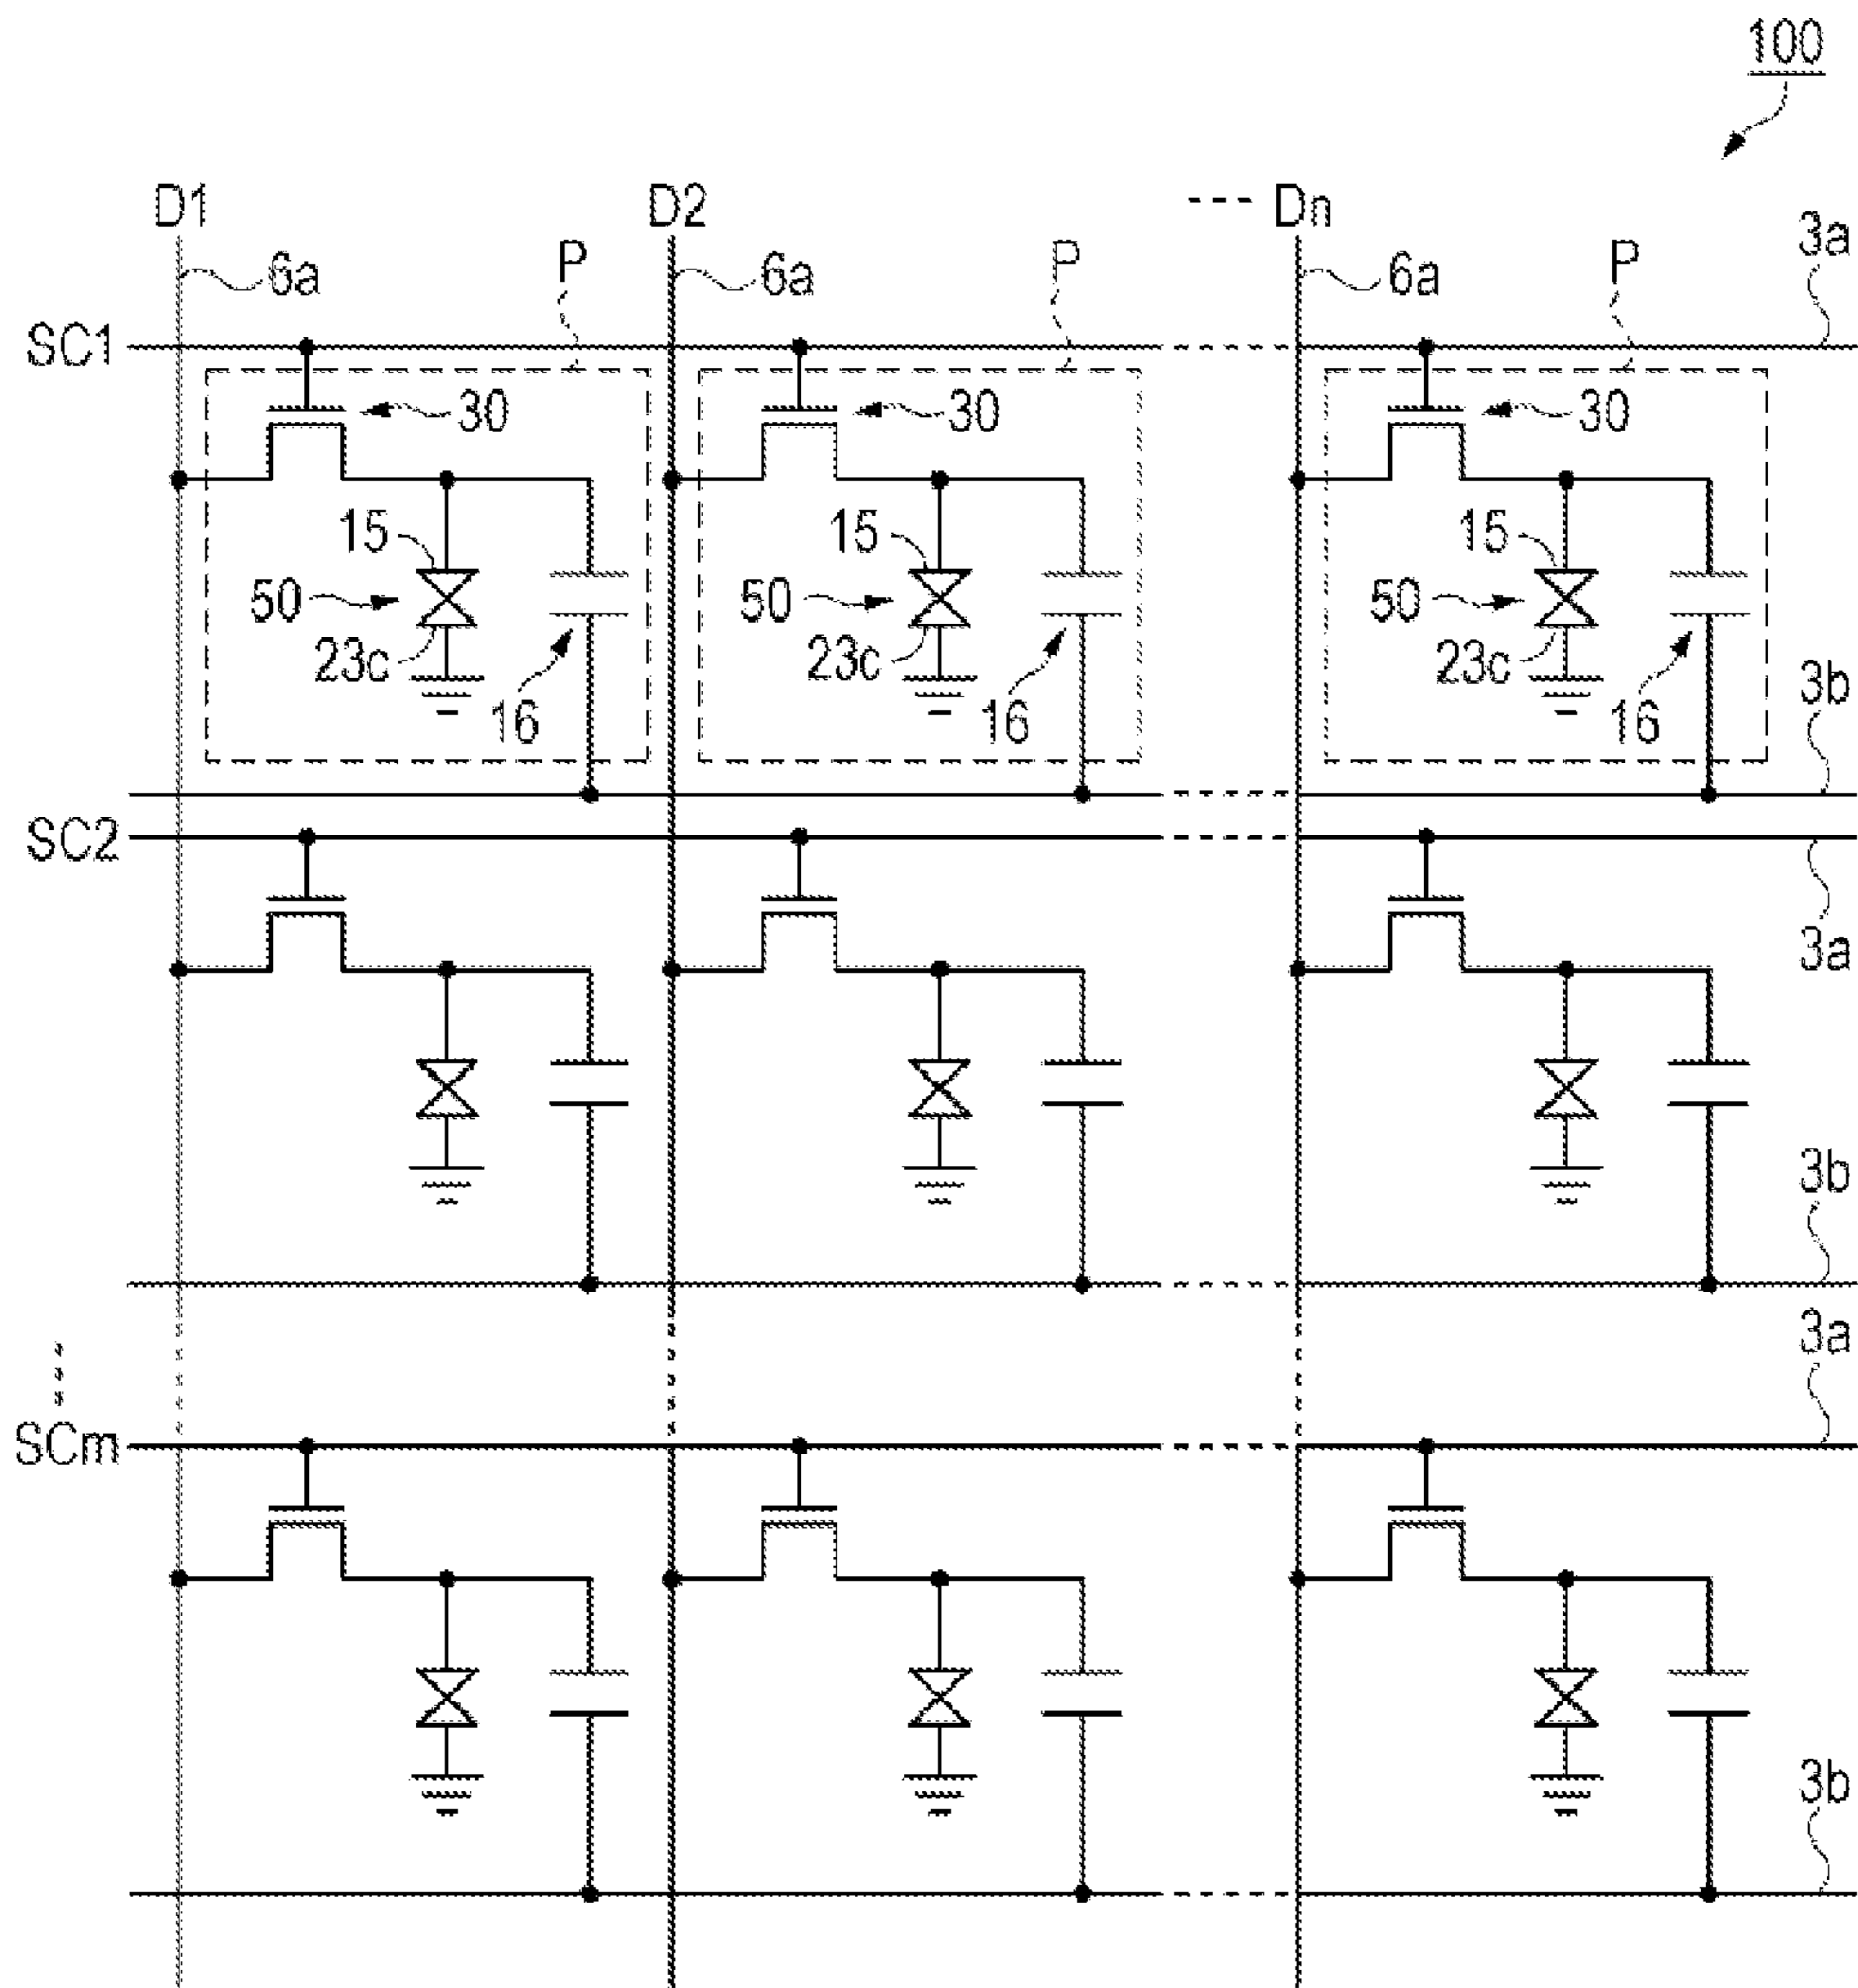 100
D1 D2 ---- Dn
6a P 6a P 6a P 3a
SC1
30 30 30
15 15 15
50 50 50
23c 23c 23c
16 16 16
3b
SC2
3a
3b
3a
SCm
3b